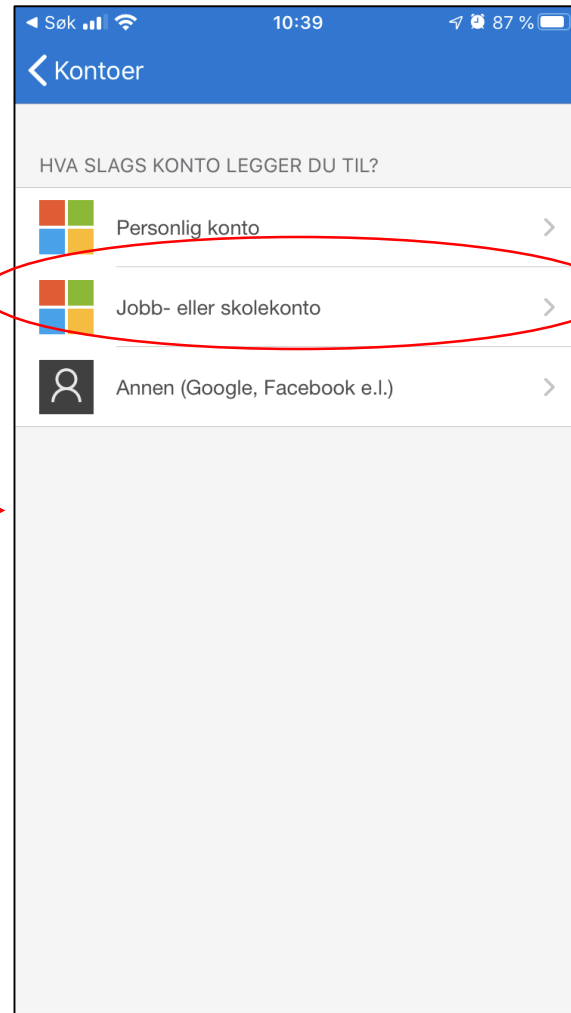 Søk 10:39 87 %
Kontoer
HVA SLAGS KONTO LEGGER DU TIL?
Personlig konto
Jobb- eller skolekonto
Annen (Google, Facebook e.l.)